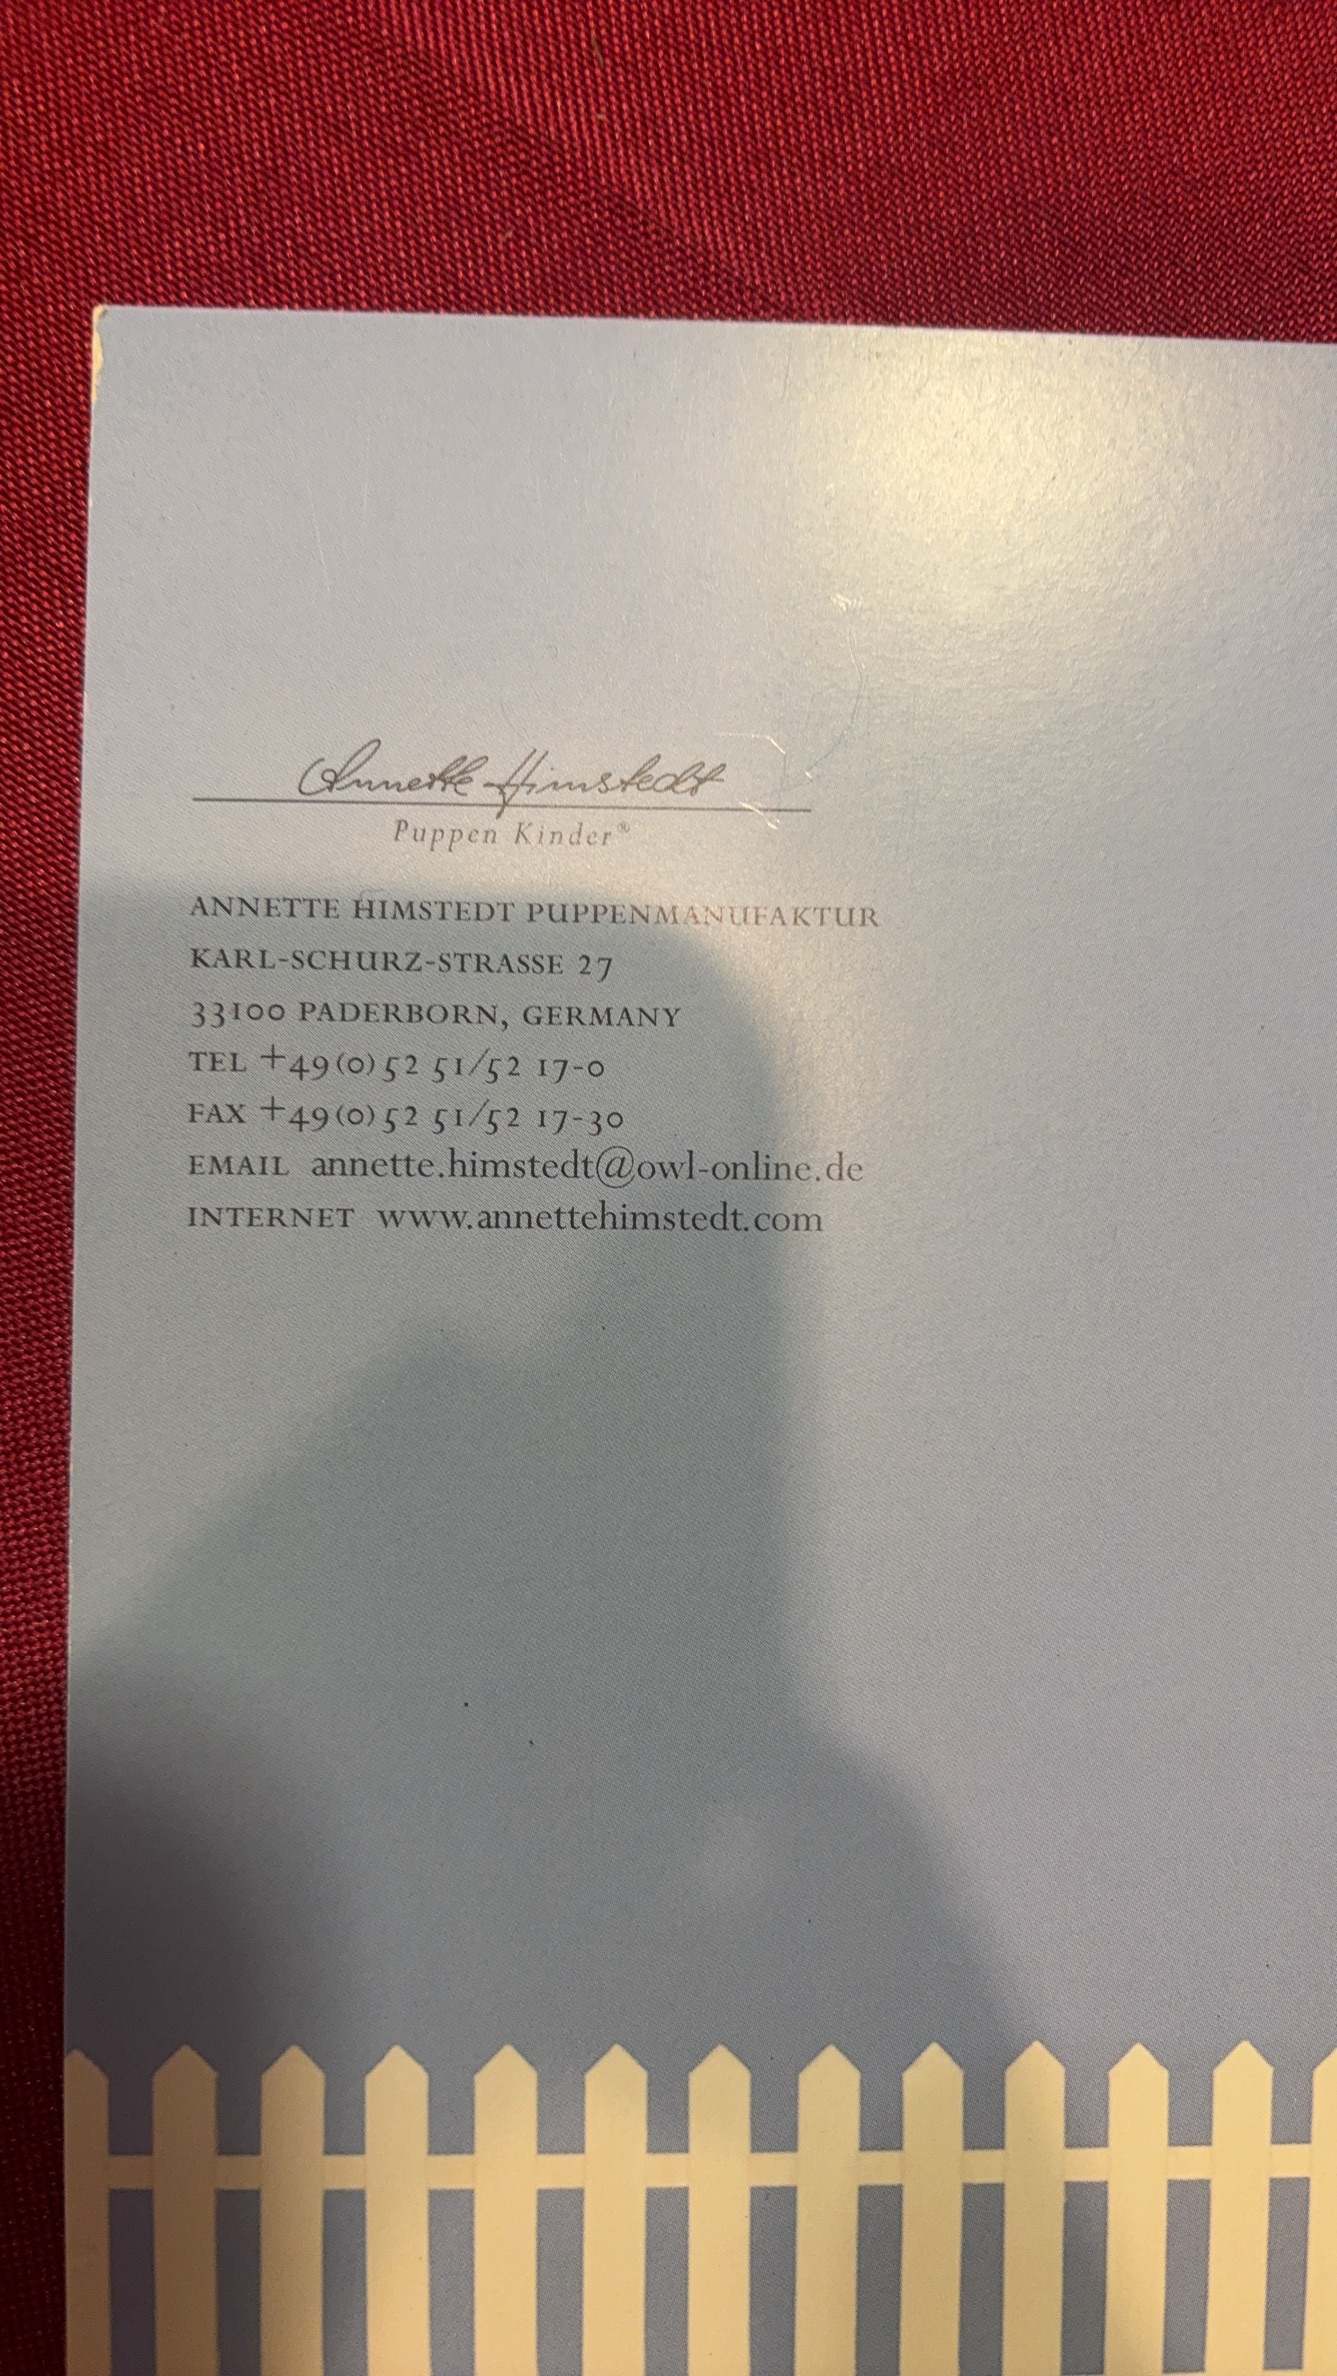 Annette Himstedt
Puppen Kinder®
ANNETTE HIMSTEDT PUPPENMANUFAKTUR
KARL-SCHURZ-STRASSE 27
33100 PADERBORN, GERMANY
TEL +49(0)52 51/52 17-0
FAX +49(0)52 51/52 17-30
EMAIL annette.himstedt@owl-online.de
INTERNET www.annettehimstedt.com